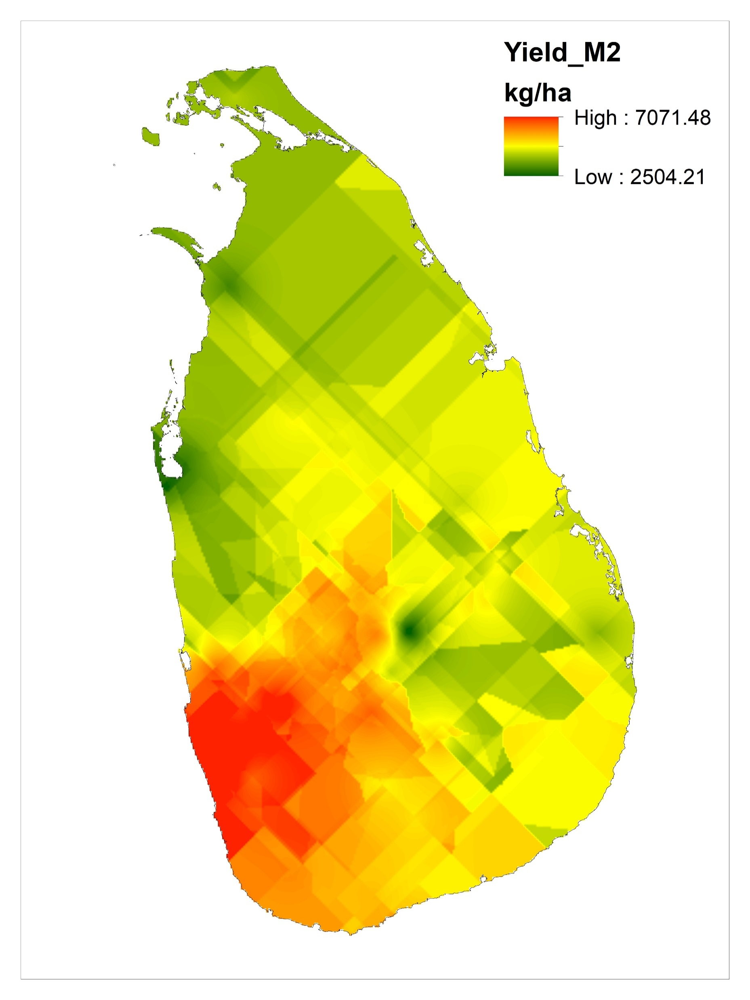 Yield_M2
kg/ha
High : 7071.48
Low : 2504.21